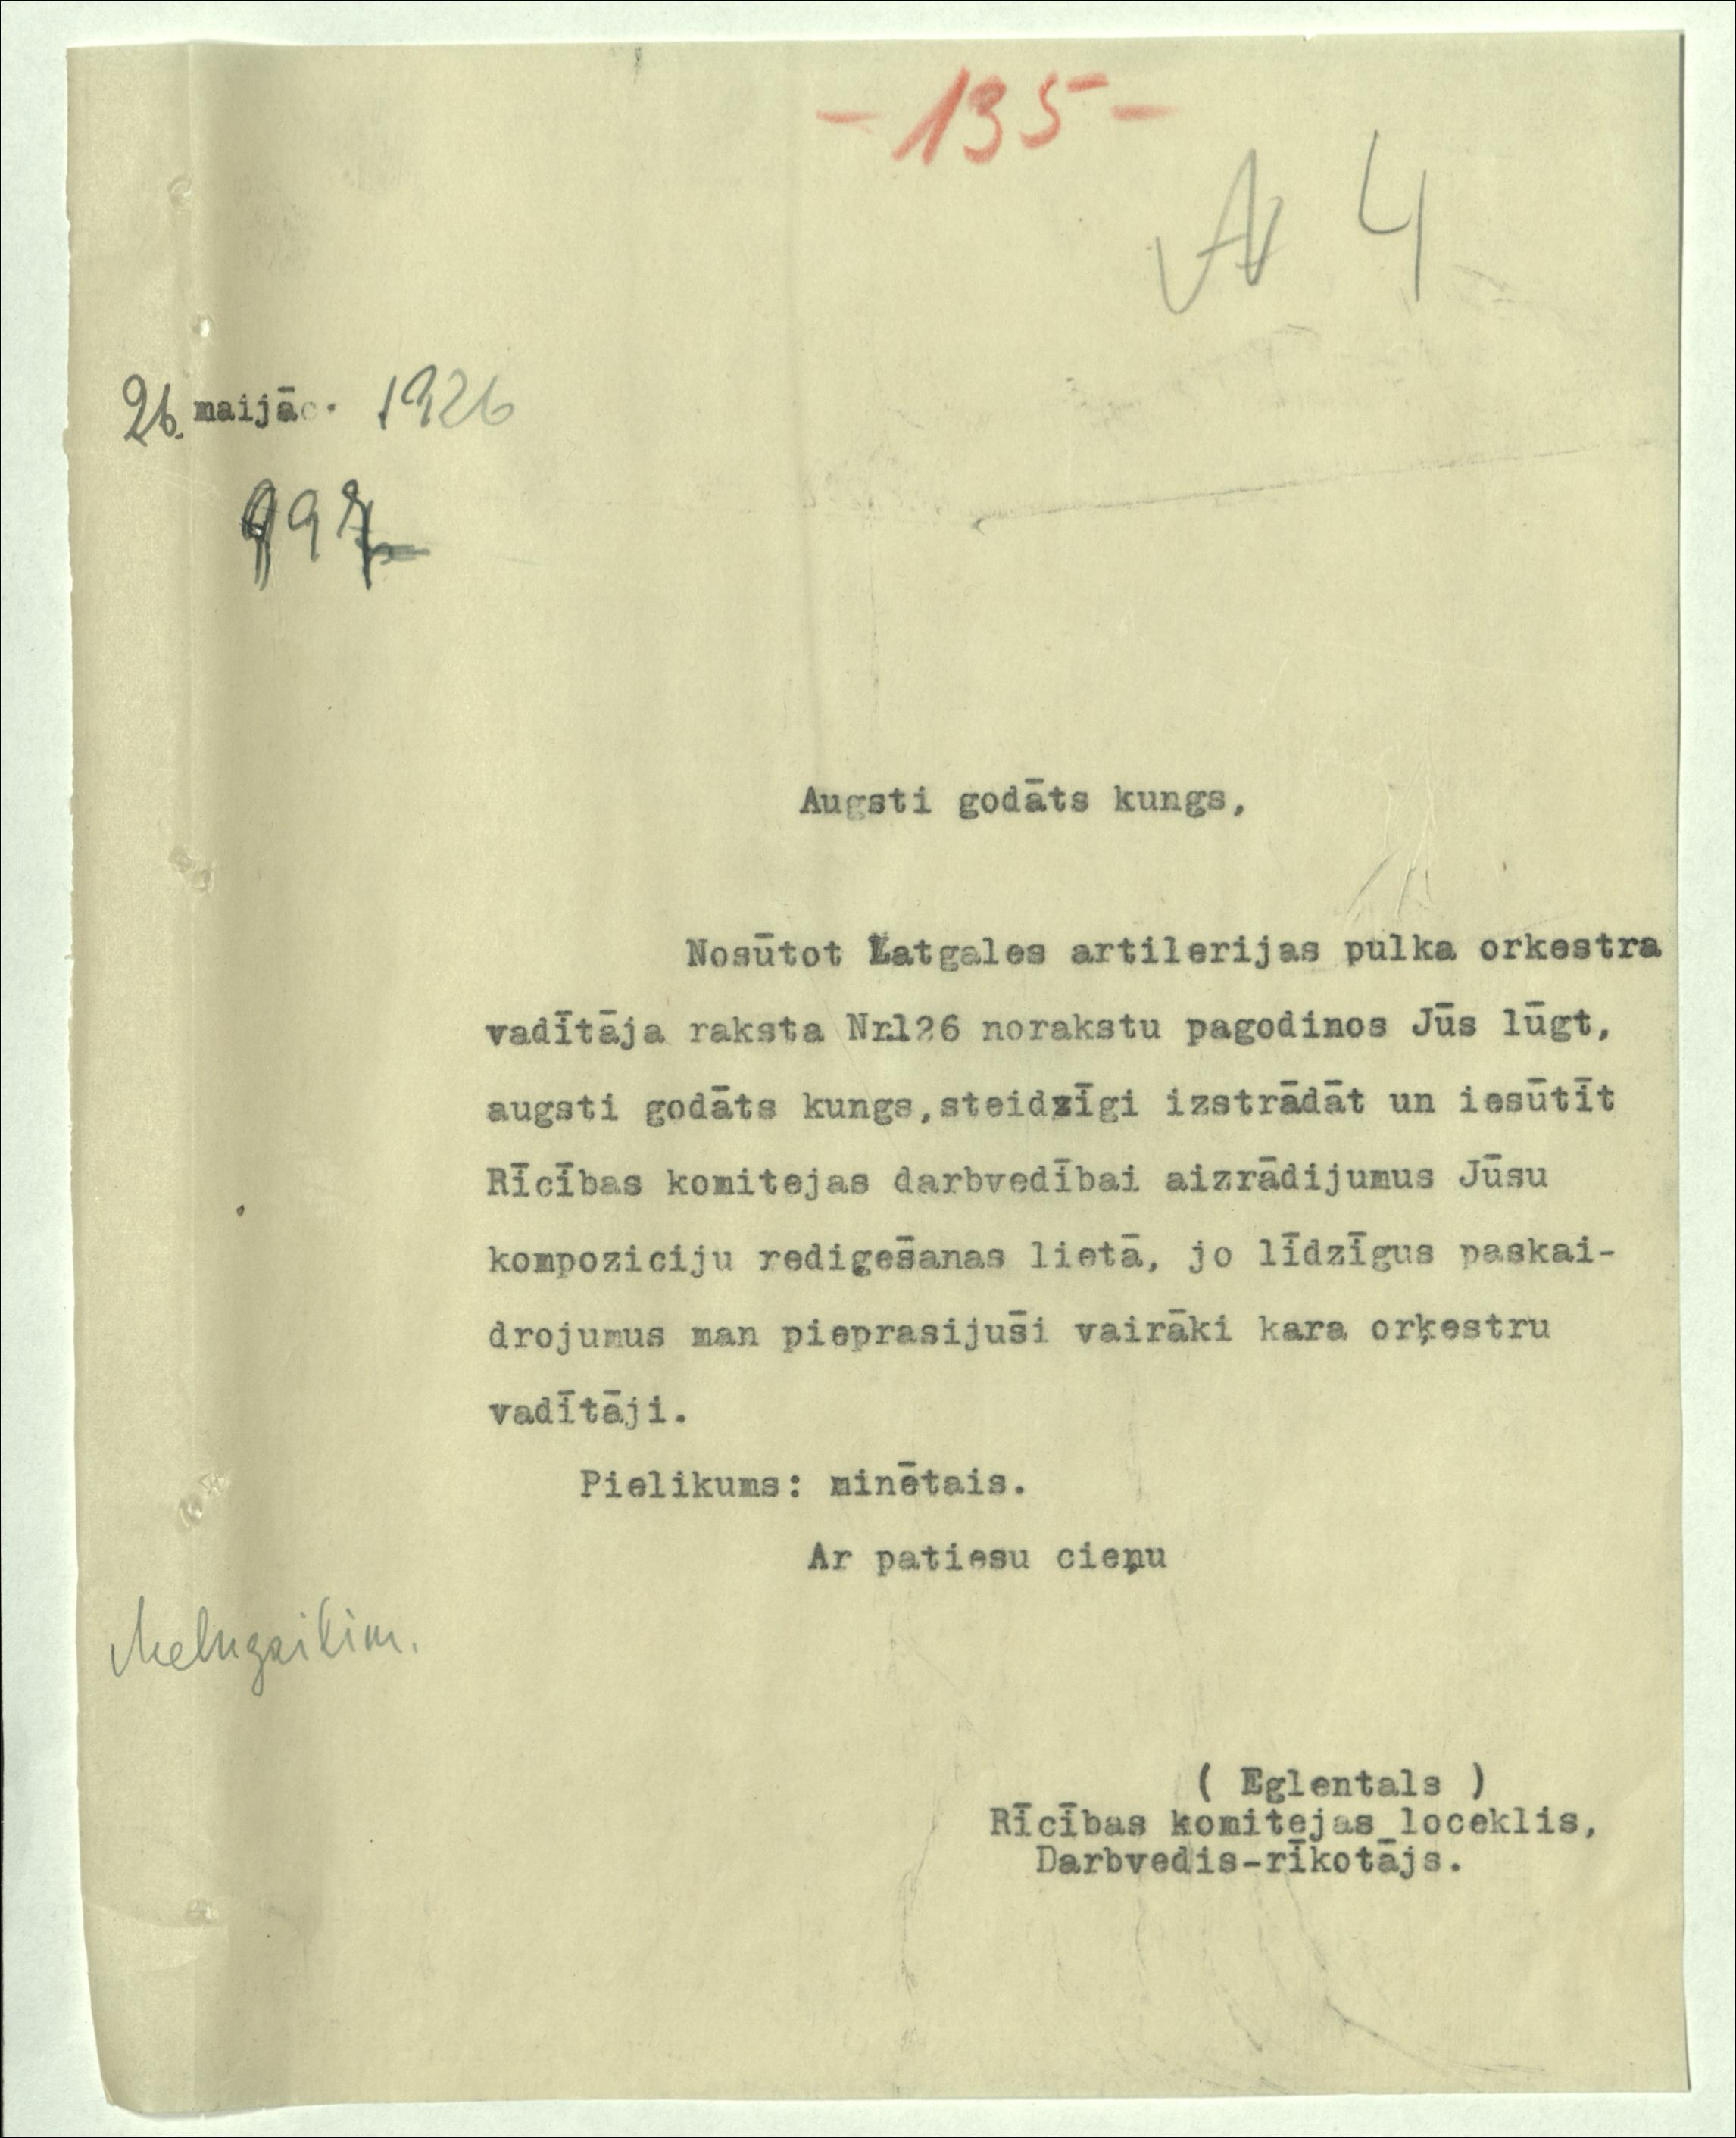 -135-
A 4
26. maijā c. 1926
997
Augsti godāts kungs,
Nosūtot Latgales artilerijas pulka orkestra
vadītāja raksta Nr.126 norakstu pagodinos Jūs lūgt,
augsti godāts kungs,steidzīgi izstrādāt un iesūtīt
Rīcības komitejas darbvedībai aizrādijumus Jūsu
kompoziciju redigešanas lietā, jo līdzīgus paskai-
drojumus man pieprasijuši vairāki kara orķestru
vadītāji.
Pielikums: minētais.
Ar patiesu cieņu
Melngailim.
( Eglentals )
Rīcības komitejas loceklis,
Darbvedis-rīkotājs.